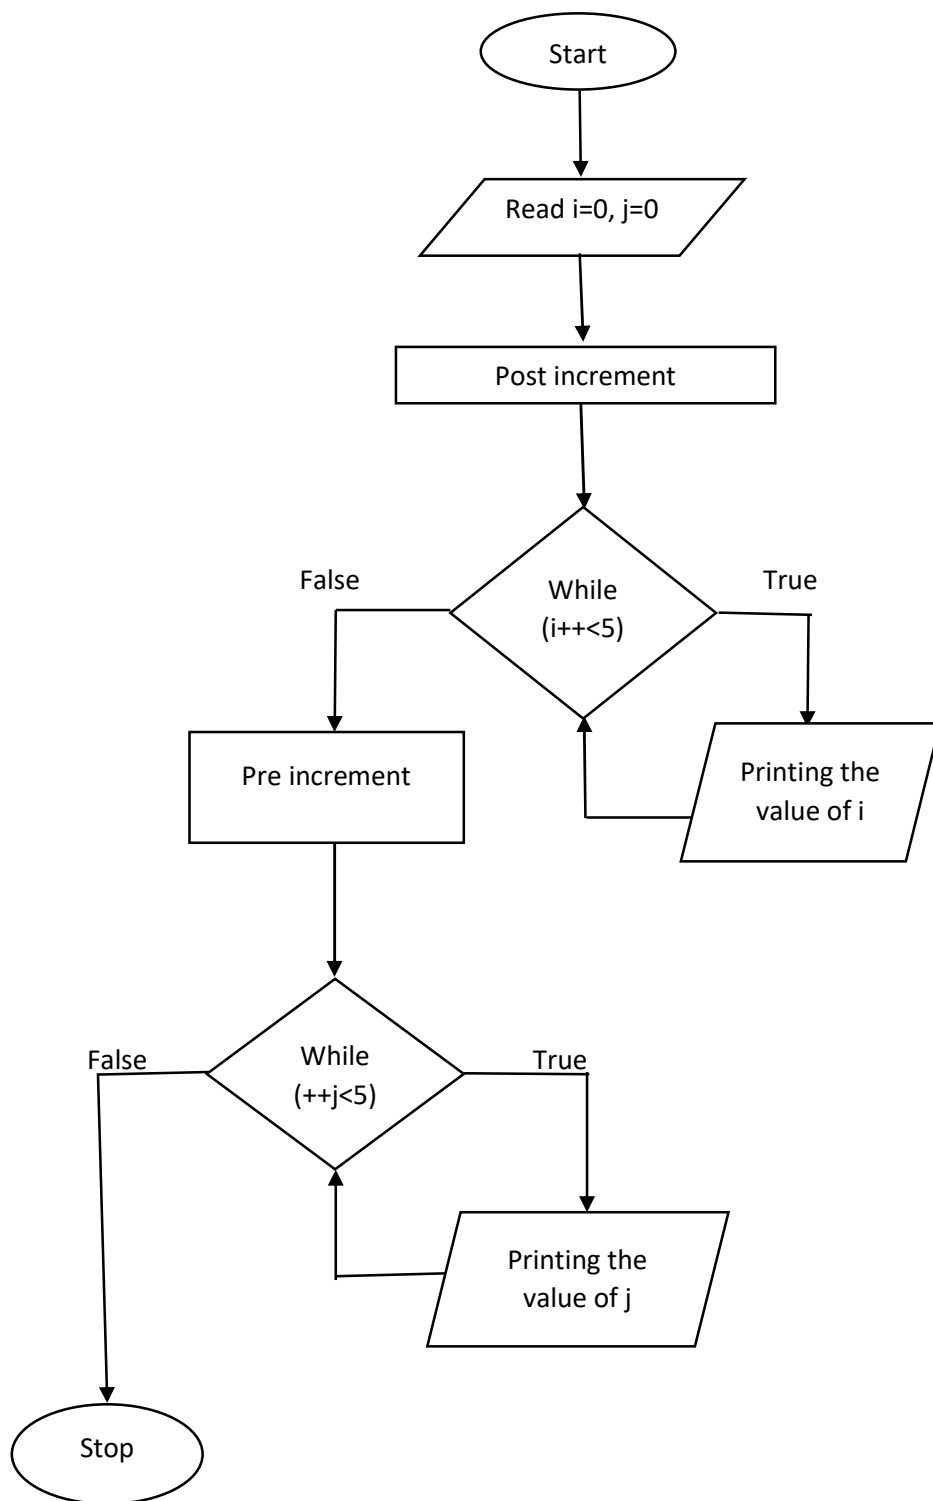 Start
Read i=0, j=0
Post increment
False
True
While
(i++<5)
Pre increment
Printing the
value of i
False
True
While
(++j<5)
Printing the
value of j
Stop